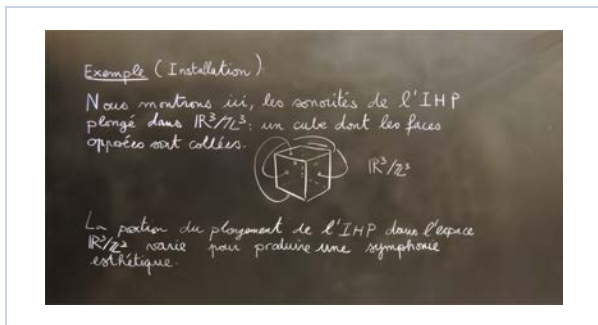 Exemple (Installation):
Nous montrons ici, les sonorités de l'IHP
plongé dans ℝ³/ℤ³: un cube dont les faces
opposées sont collées.
ℝ³/ℤ³
La portion du plongement de l'IHP dans l'espace
ℝ³/ℤ³ varie pour produire une symphonie
esthétique.